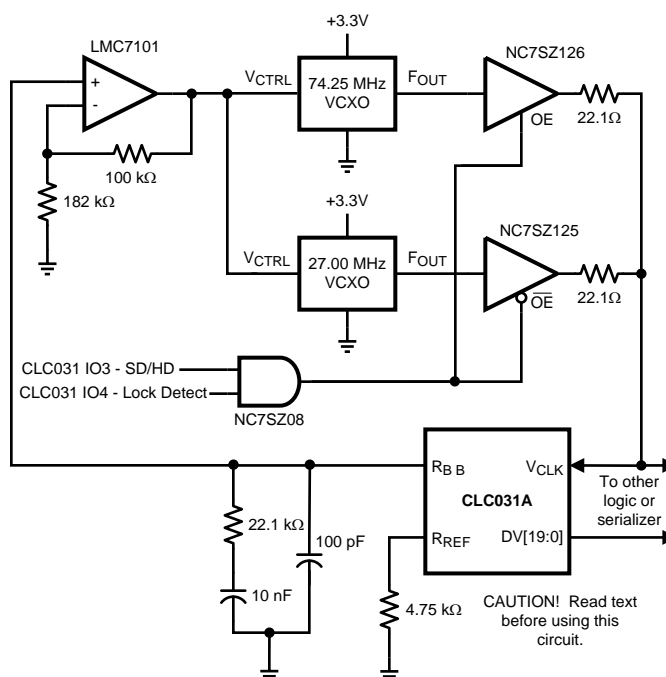 +3.3V
LMC7101
NC7SZ126
+
-
VCTRL
74.25 MHz
VCXO
FOUT
OE
22.1Ω
100 kΩ
182 kΩ
+3.3V
NC7SZ125
VCTRL
27.00 MHz
VCXO
FOUT
OE
22.1Ω
CLC031 IO3 - SD/HD
CLC031 IO4 - Lock Detect
NC7SZ08
RB B
VCLK
CLC031A
To other
logic or
serializer
RREF
DV[19:0]
22.1 kΩ
100 pF
10 nF
4.75 kΩ
CAUTION! Read text
before using this
circuit.